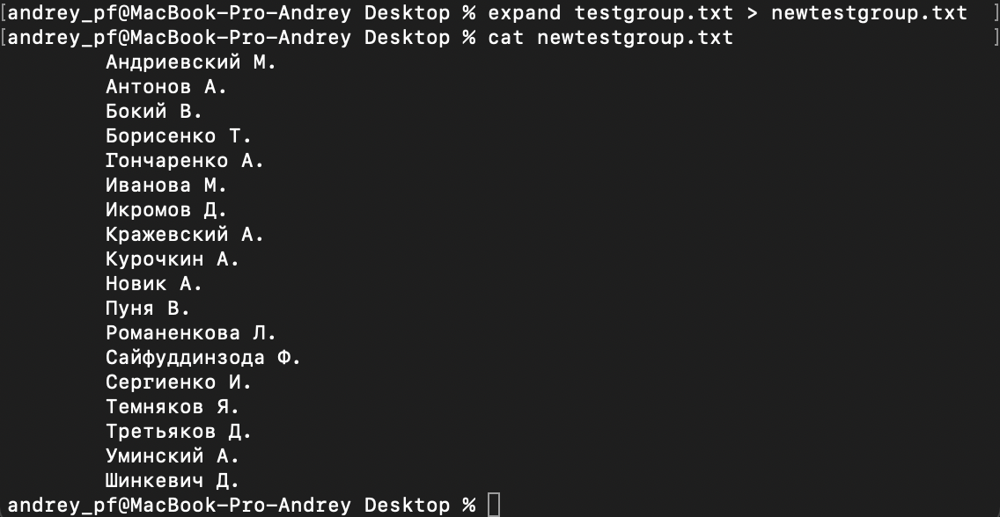 [andrey_pf@MacBook-Pro-Andrey Desktop % expand testgroup.txt > newtestgroup.txt ]
[andrey_pf@MacBook-Pro-Andrey Desktop % cat newtestgroup.txt ]
Андриевский М.
Антонов А.
Бокий В.
Борисенко Т.
Гончаренко А.
Иванова М.
Икромов Д.
Кражевский А.
Курочкин А.
Новик А.
Пуня В.
Романенкова Л.
Сайфуддинзода Ф.
Сергиенко И.
Темняков Я.
Третьяков Д.
Уминский А.
Шинкевич Д.
andrey_pf@MacBook-Pro-Andrey Desktop %